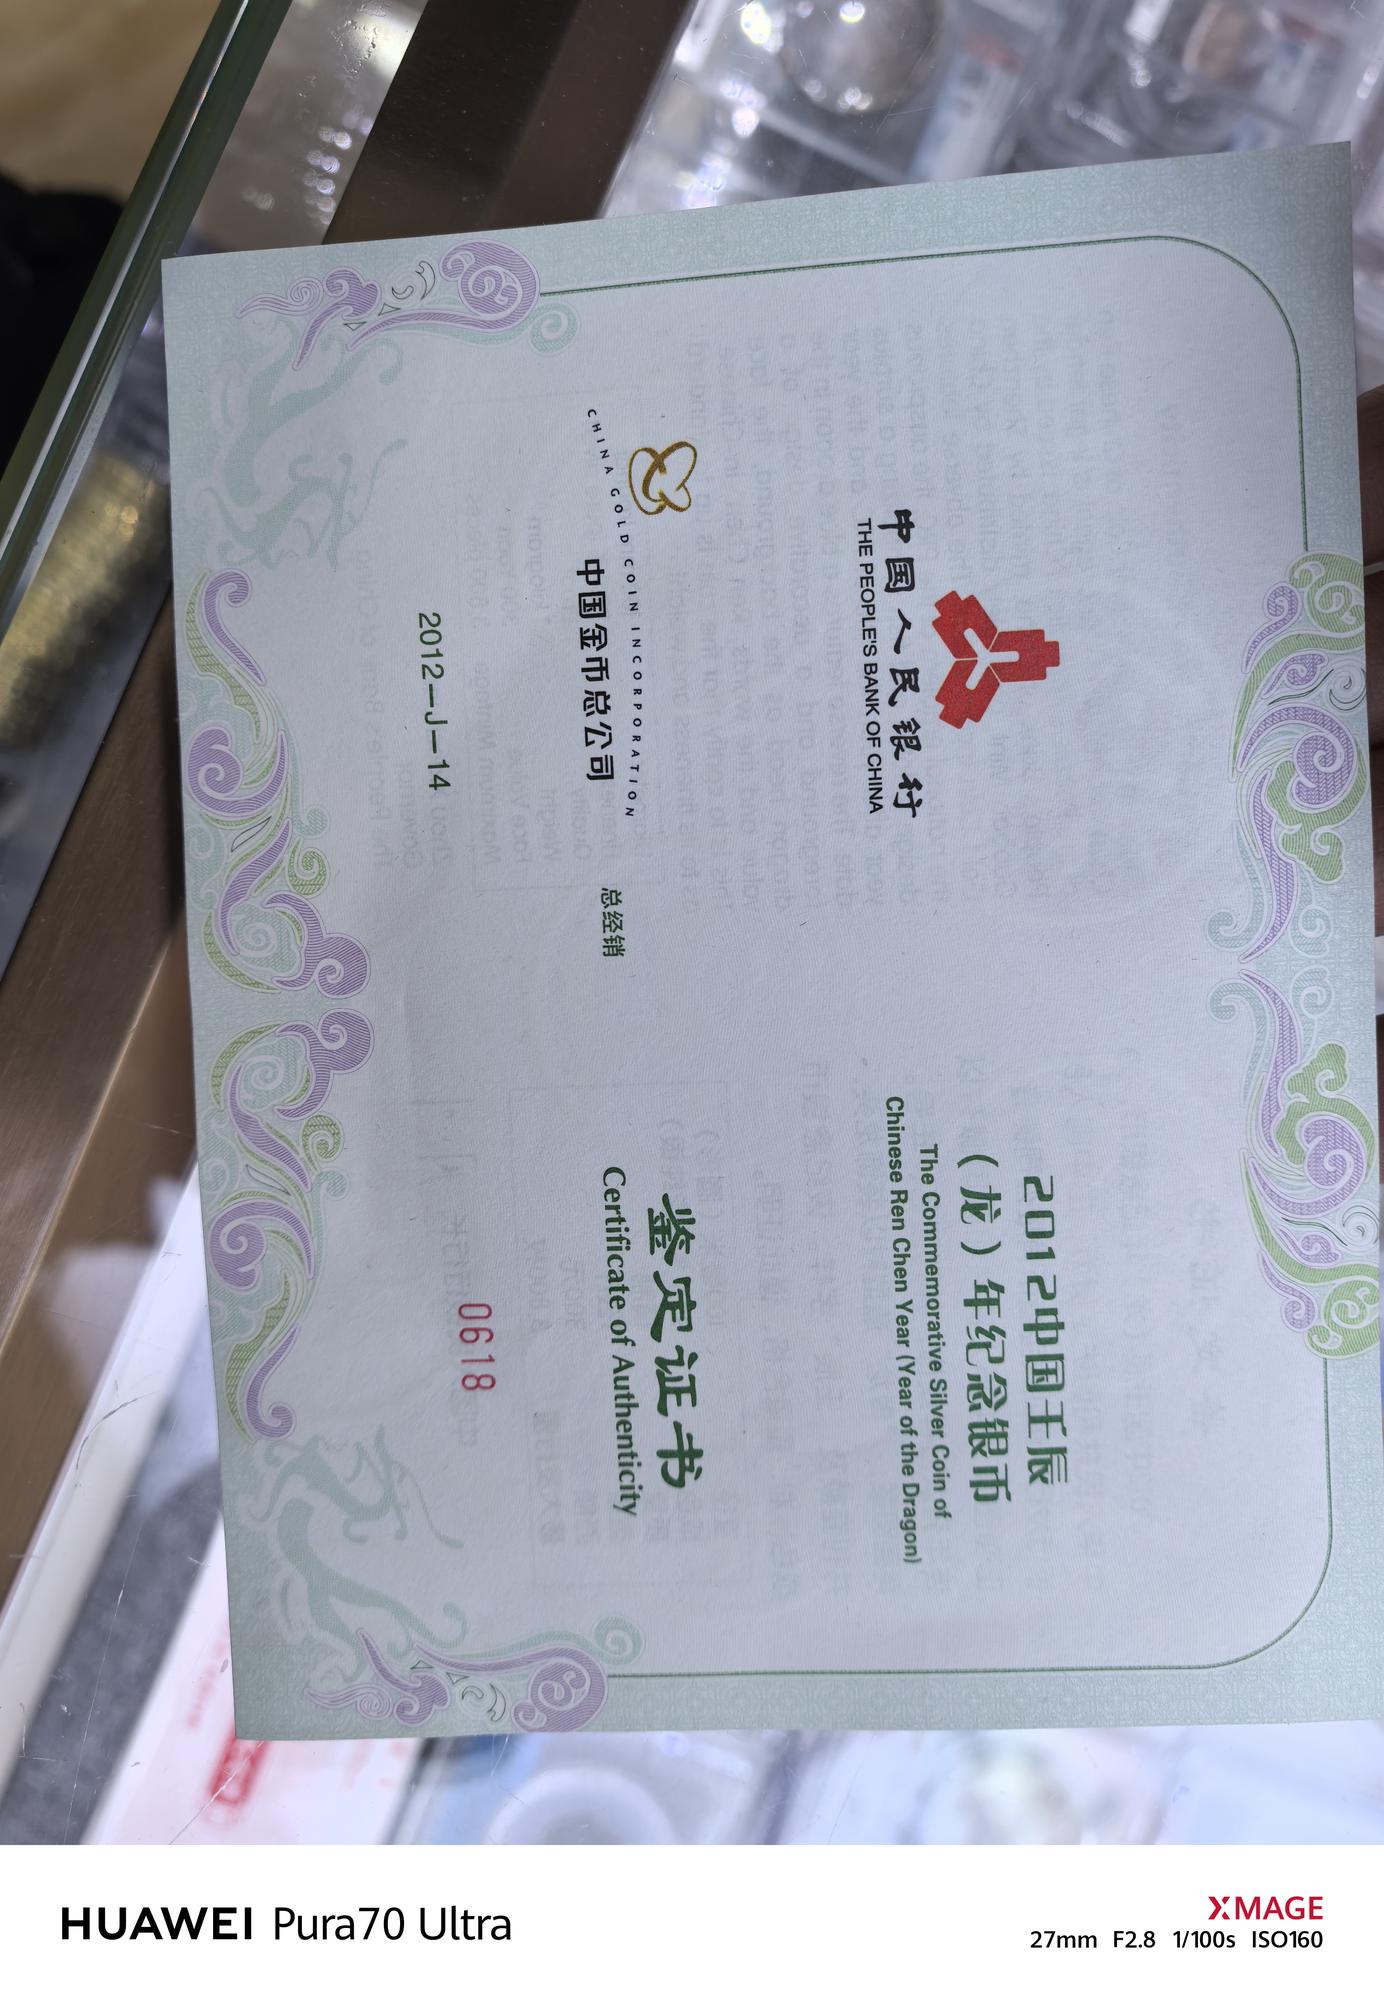 中国人民银行
THE PEOPLE'S BANK OF CHINA
CHINA GOLD COIN INCORPORATION
中国金币总公司 总经销
2012—J—14
2012中国壬辰
(龙)年纪念银币
The Commemorative Silver Coin of
Chinese Ren Chen Year (Year of the Dragon)
鉴定证书
Certificate of Authenticity
0618
HUAWEI Pura70 Ultra
XMAGE
27mm F2.8 1/100s ISO160